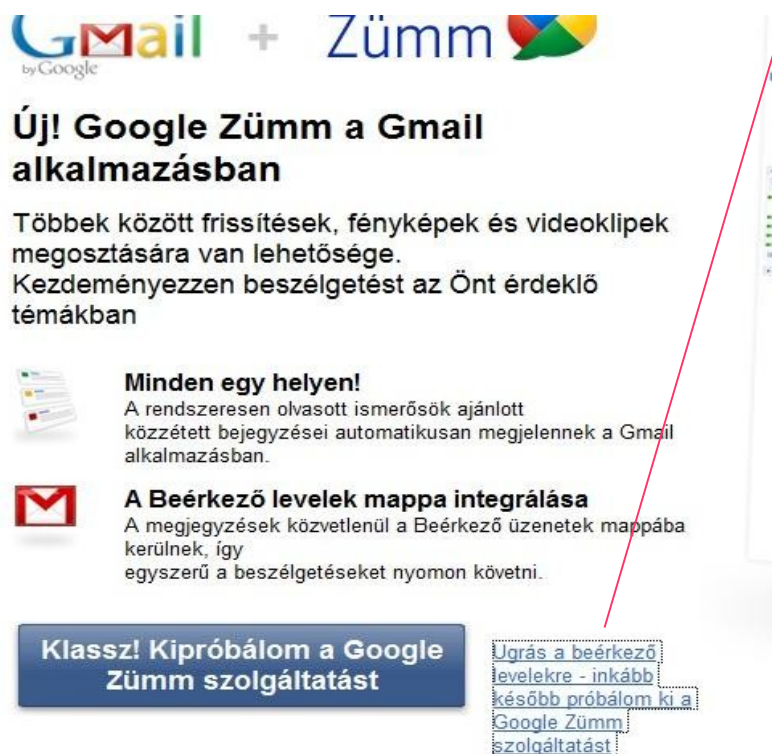 GMail + Zümm
by Google
Új! Google Zümm a Gmail
alkalmazásban
Többek között frissítések, fényképek és videoklipek
megosztására van lehetősége.
Kezdeményezzen beszélgetést az Önt érdeklő
témákban
Minden egy helyen!
A rendszeresen olvasott ismerősök ajánlott
közzétett bejegyzései automatikusan megjelennek a Gmail
alkalmazásban.
A Beérkező levelek mappa integrálása
A megjegyzések közvetlenül a Beérkező üzenetek mappába
kerülnek, így
egyszerű a beszélgetéseket nyomon követni.
Klassz! Kipróbálom a Google
Zümm szolgáltatást
Ugrás a beérkező
levelekre - inkább
később próbálom ki a
Google Zümm
szolgáltatást